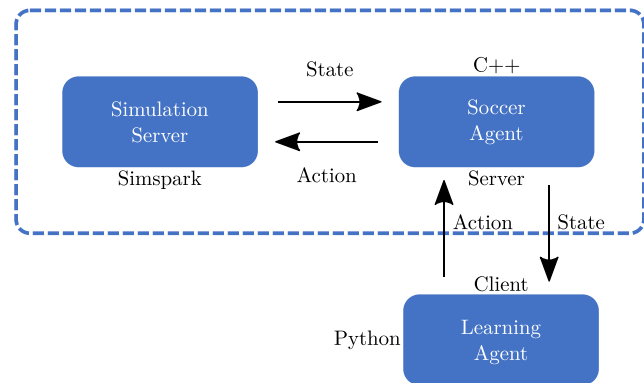 State
C++
Simulation
Server
Soccer
Agent
Simspark
Action
Server
Action
State
Client
Python
Learning
Agent